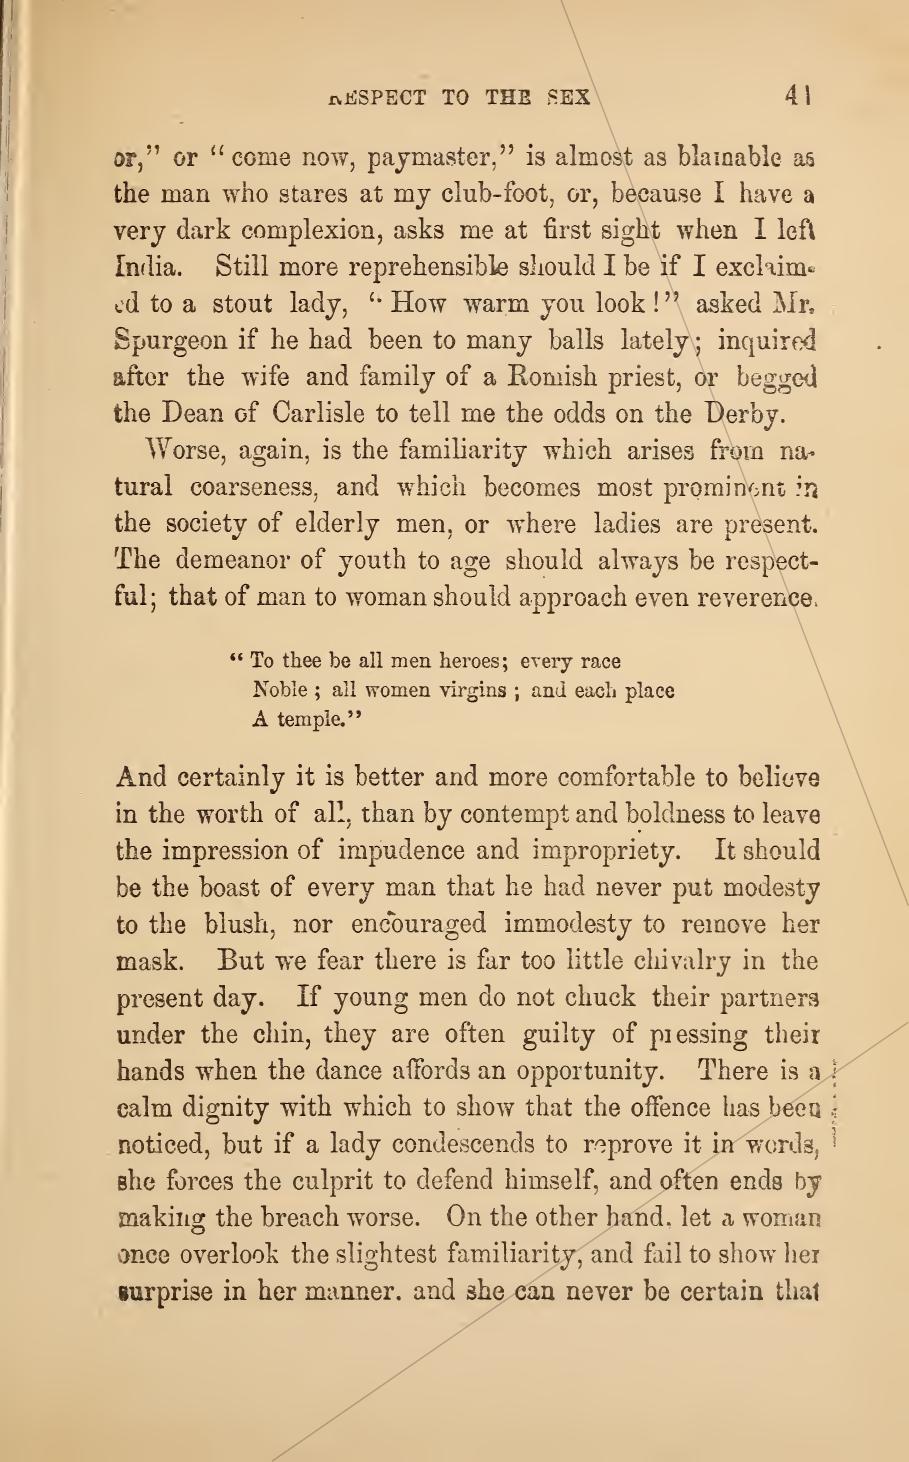 RESPECT TO THE SEX 41
or,” or “ come now, paymaster,” is almost as blamable as
the man who stares at my club-foot, or, because I have a
very dark complexion, asks me at first sight when I left
India. Still more reprehensible should I be if I exclaim-
ed to a stout lady, “ How warm you look ! ” asked Mr.
Spurgeon if he had been to many balls lately ; inquired
after the wife and family of a Romish priest, or begged
the Dean of Carlisle to tell me the odds on the Derby.
Worse, again, is the familiarity which arises from na-
tural coarseness, and which becomes most prominent in
the society of elderly men, or where ladies are present.
The demeanor of youth to age should always be respect-
ful; that of man to woman should approach even reverence.
“ To thee be all men heroes; every race
Noble ; all women virgins ; and each place
A temple.”
And certainly it is better and more comfortable to believe
in the worth of all, than by contempt and boldness to leave
the impression of impudence and impropriety. It should
be the boast of every man that he had never put modesty
to the blush, nor encouraged immodesty to remove her
mask. But we fear there is far too little chivalry in the
present day. If young men do not chuck their partners
under the chin, they are often guilty of pressing their
hands when the dance affords an opportunity. There is a
calm dignity with which to show that the offence has been
noticed, but if a lady condescends to reprove it in words,
she forces the culprit to defend himself, and often ends by
making the breach worse. On the other hand, let a woman
once overlook the slightest familiarity, and fail to show her
surprise in her manner. and she can never be certain that